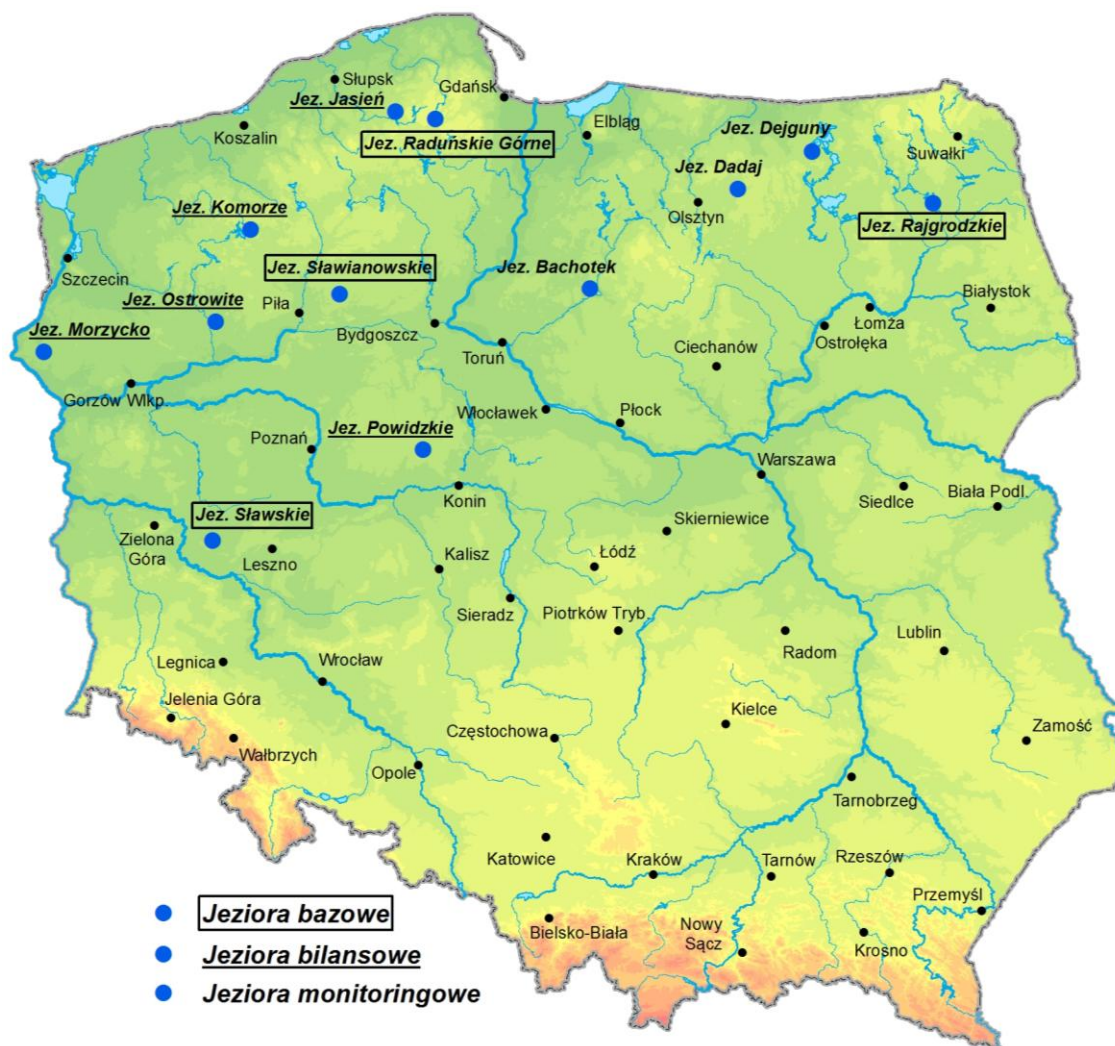 Słupsk
Gdańsk
Jez. Jasień
Koszalin
Elbląg
Jez. Dejguny
Jez. Raduńskie Górne
Suwałki
Jez. Dadaj
Jez. Komorze
Olsztyn
Jez. Rajgrodzkie
Szczecin
Jez. Sławianowskie
Jez. Bachotek
Jez. Ostrowite
Piła
Białystok
Jez. Morzycko
Bydgoszcz
Łomża
Toruń
Ostrołęka
Ciechanów
Gorzów Wlkp.
Włocławek
Płock
Jez. Powidzkie
Poznań
Warszawa
Konin
Siedlce
Biała Podl.
Jez. Sławskie
Skierniewice
Zielona
Góra
Leszno
Kalisz
Łódź
Sieradz
Piotrków Tryb.
Lublin
Radom
Legnica
Wrocław
Jelenia Góra
Kielce
Częstochowa
Zamość
Wałbrzych
Opole
Tarnobrzeg
Katowice
Kraków
Tarnów
Rzeszów
Przemyśl
Jeziora bazowe
Bielsko-Biała
Nowy
Sącz
Krosno
Jeziora bilansowe
Jeziora monitoringowe